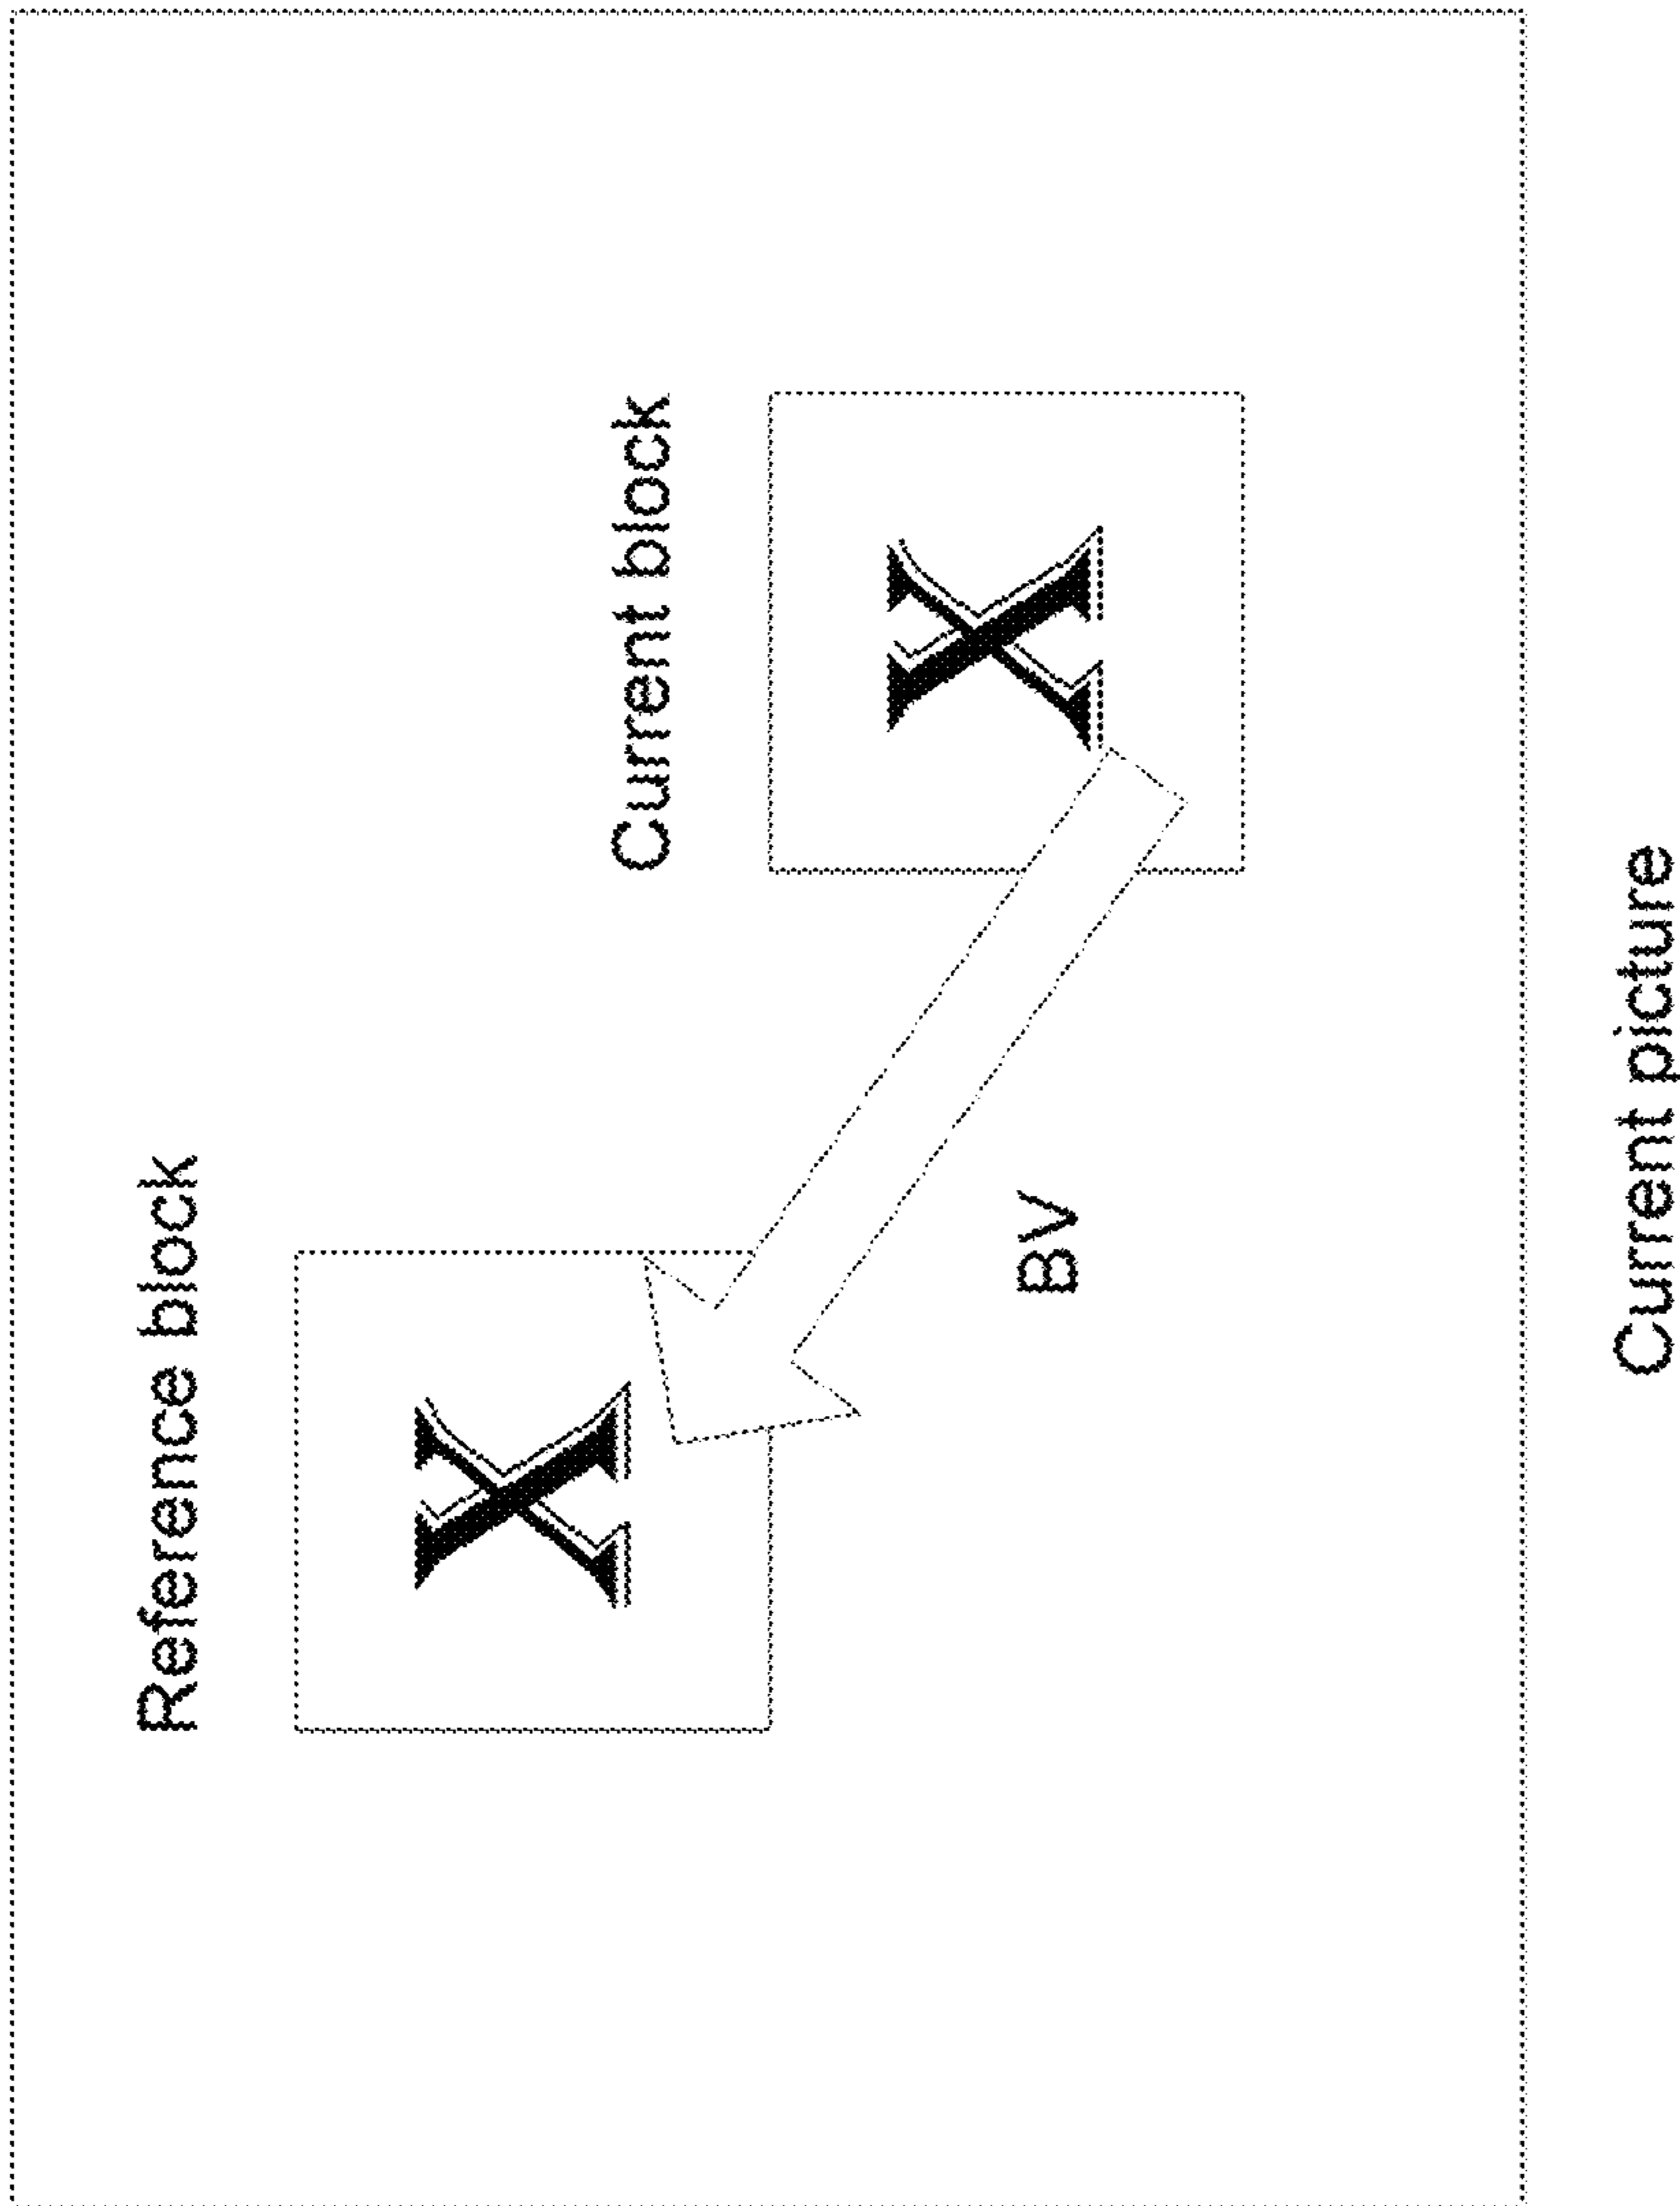 Reference block
X
Current block
X
BV
Current picture